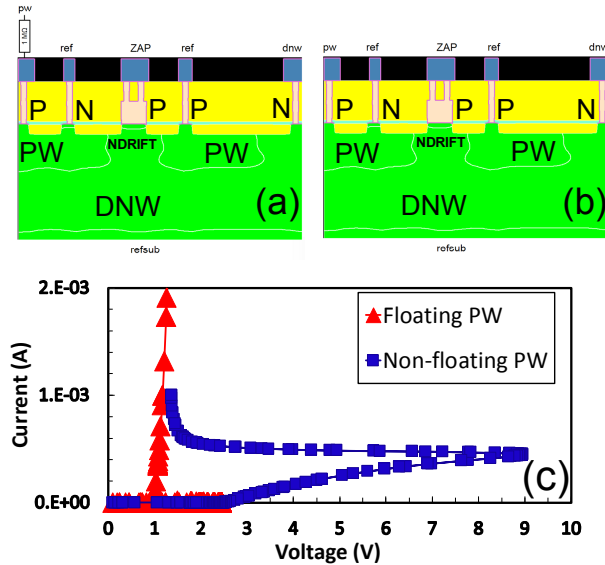 pw
1 MΩ
ref ZAP ref dnw
P N P P N
PW NDRIFT PW
DNW
(a)
refsub
pw ref ZAP ref dnw
P N P P N
PW NDRIFT PW
DNW
(b)
refsub
2.E-03
1.E-03
0.E+00
Current (A)
Floating PW
Non-floating PW
(c)
0 1 2 3 4 5 6 7 8 9 10
Voltage (V)